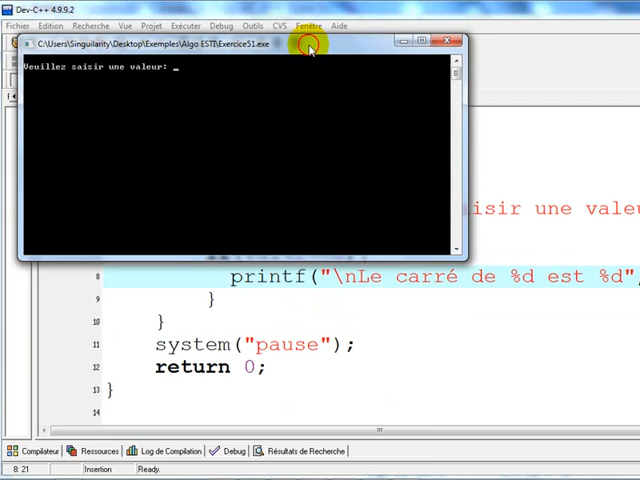 Dev-C++ 4.9.9.2
Fichier Edition Recherche Vue Projet Exécuter Debug Outils CVS Fenêtre Aide
C:\Users\Singuilarity\Desktop\Exemples\Algo ESTI\Exercice51.exe
Veuillez saisir une valeur: _
isir une valeu
8 printf("\nLe carré de %d est %d",
9 }
10 }
11 system("pause");
12 return 0;
13 }
14
Compilateur Ressources Log de Compilation Debug Résultats de Recherche
8: 21 Insertion Ready.